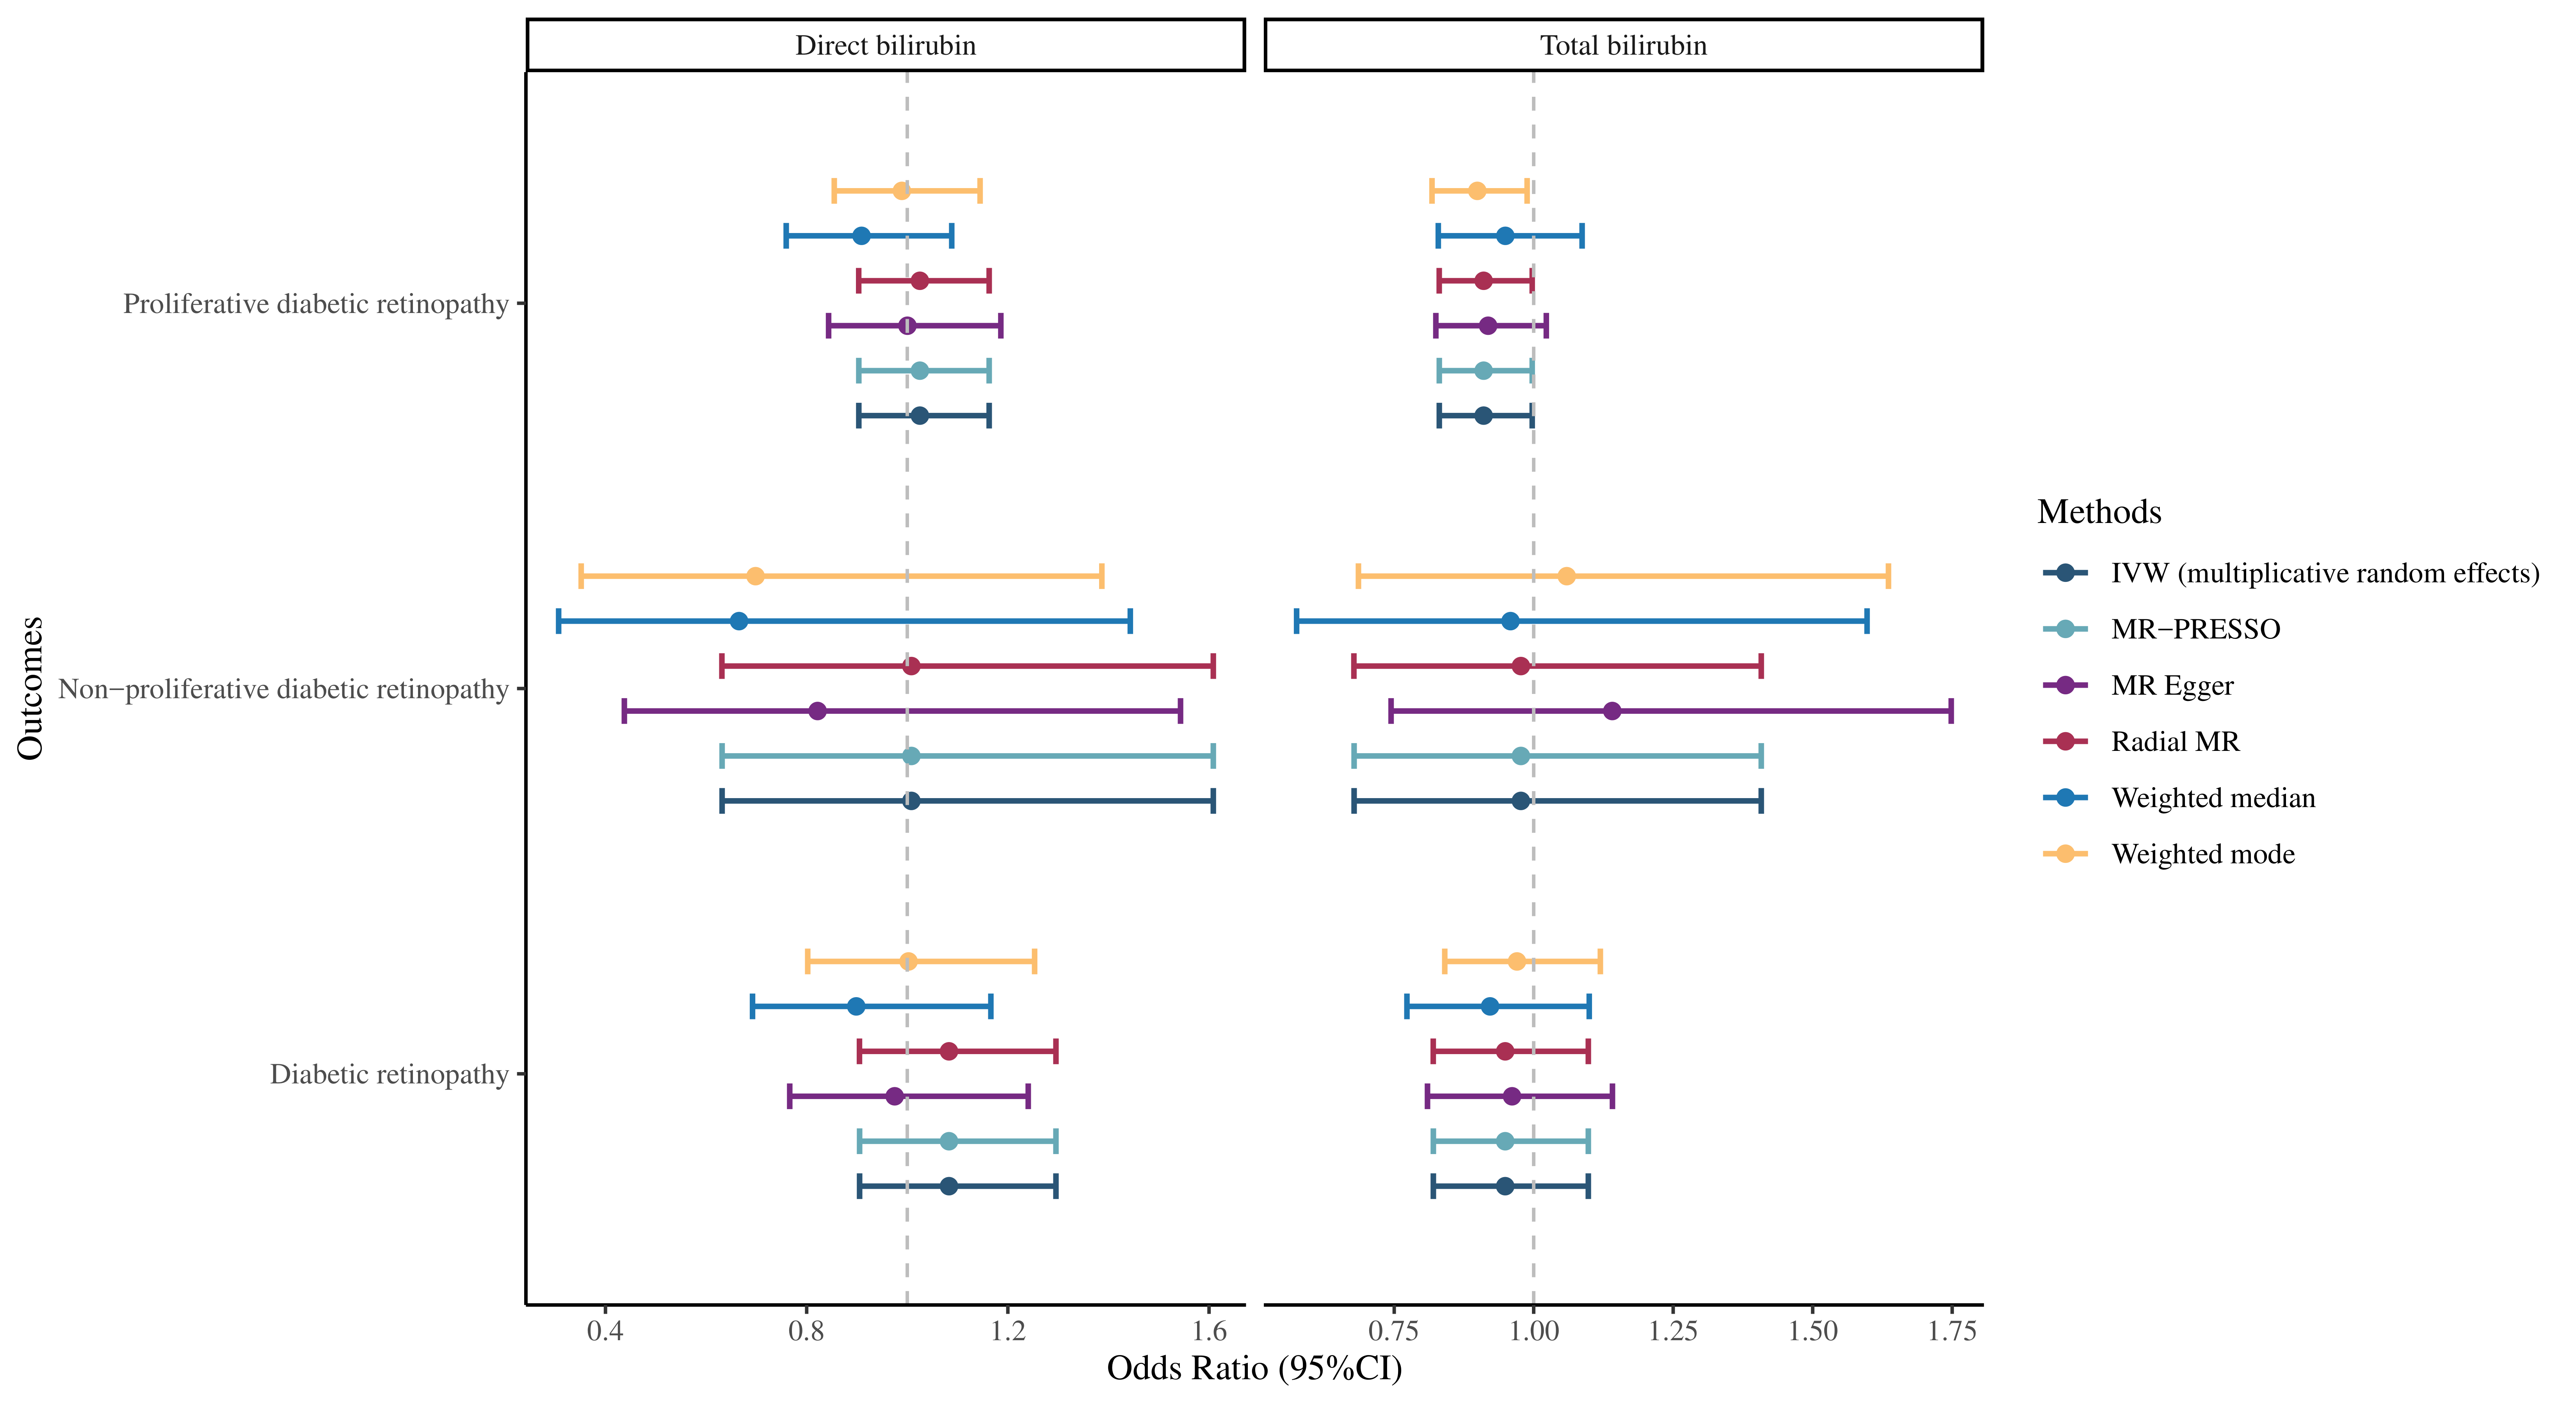 Direct bilirubin
Total bilirubin
Outcomes
Proliferative diabetic retinopathy
Non−proliferative diabetic retinopathy
Diabetic retinopathy
0.4 0.8 1.2 1.6
0.75 1.00 1.25 1.50 1.75
Odds Ratio (95%CI)
Methods
IVW (multiplicative random effects)
MR−PRESSO
MR Egger
Radial MR
Weighted median
Weighted mode